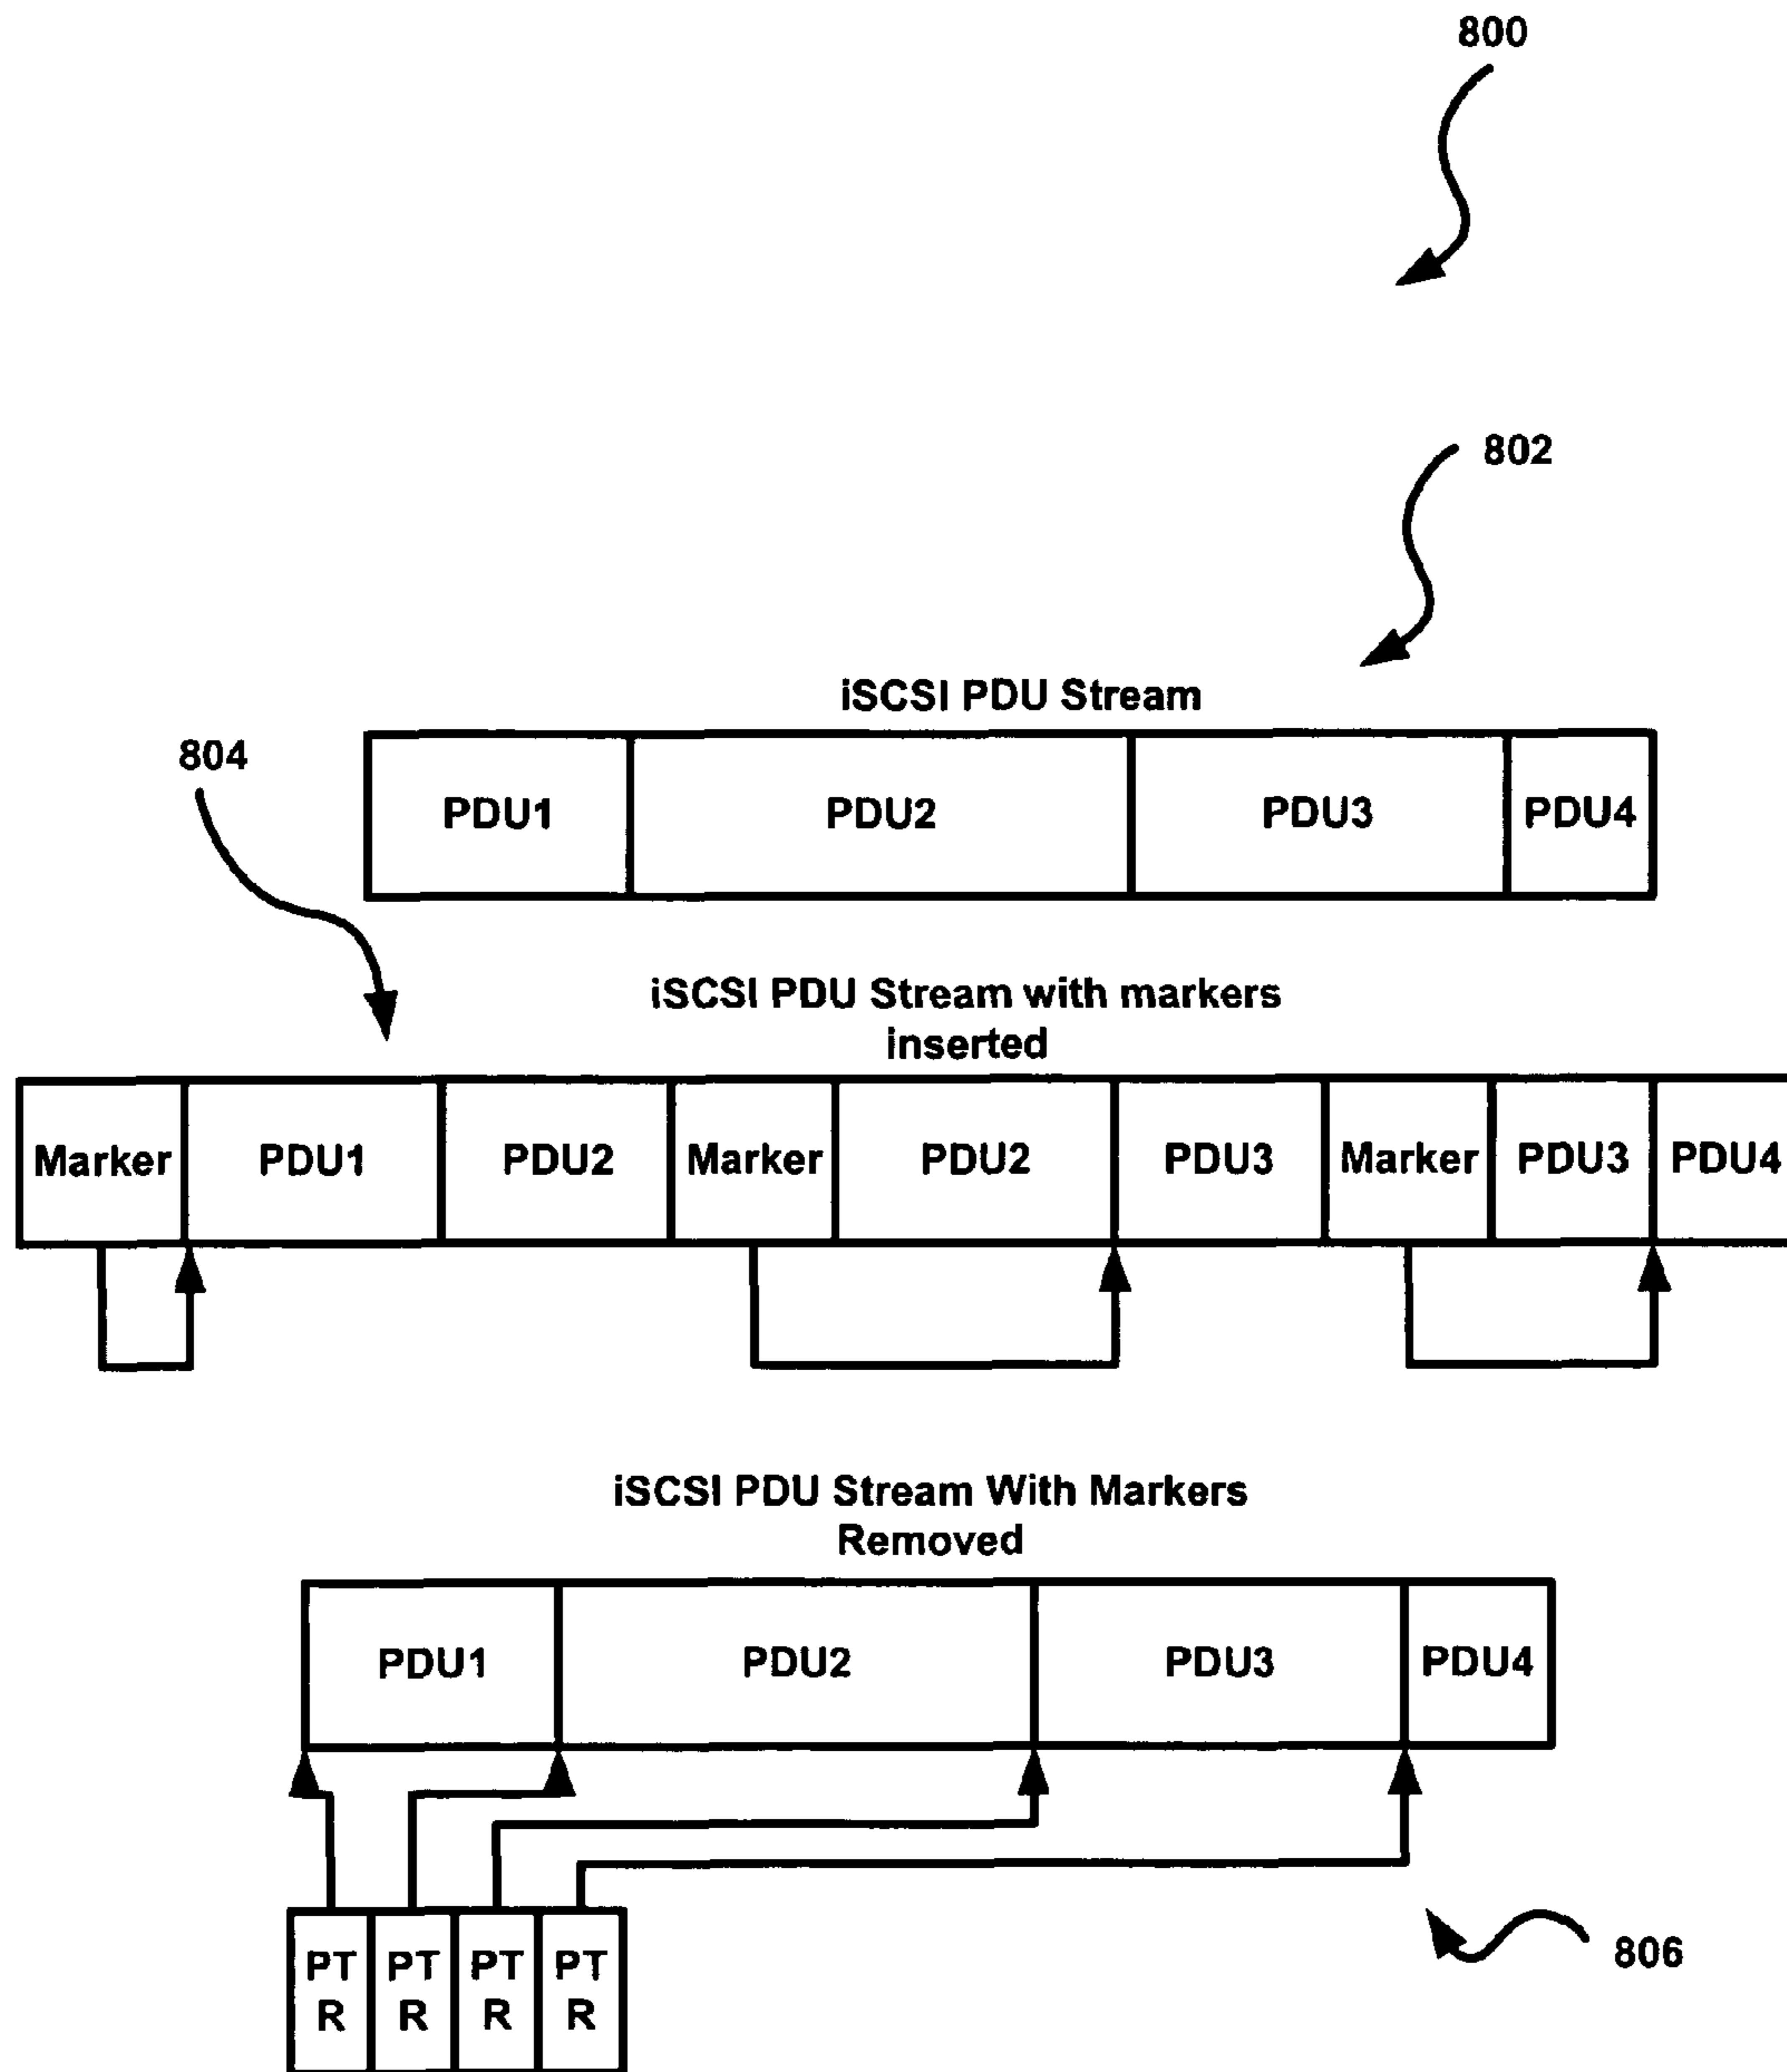 800
802
iSCSI PDU Stream
804
PDU1 PDU2 PDU3 PDU4
iSCSI PDU Stream with markers
inserted
Marker PDU1 PDU2 Marker PDU2 PDU3 Marker PDU3 PDU4
iSCSI PDU Stream With Markers
Removed
PDU1 PDU2 PDU3 PDU4
PT PT PT PT
R R R R
806